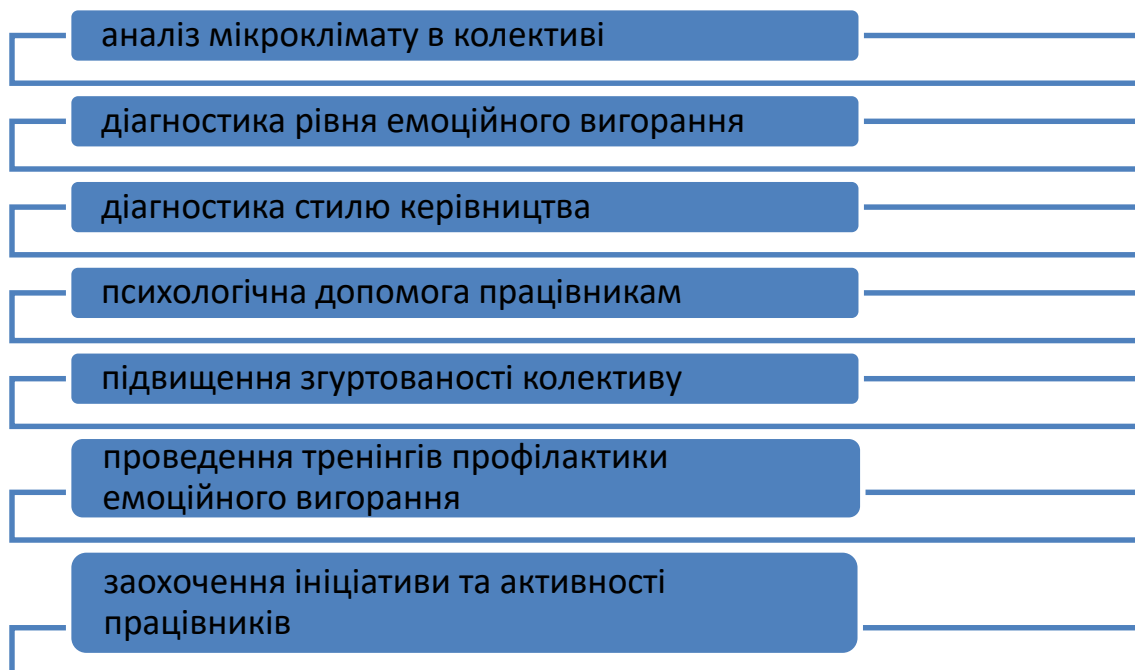 аналіз мікроклімату в колективі
діагностика рівня емоційного вигорання
діагностика стилю керівництва
психологічна допомога працівникам
підвищення згуртованості колективу
проведення тренінгів профілактики
емоційного вигорання
заохочення ініціативи та активності
працівників